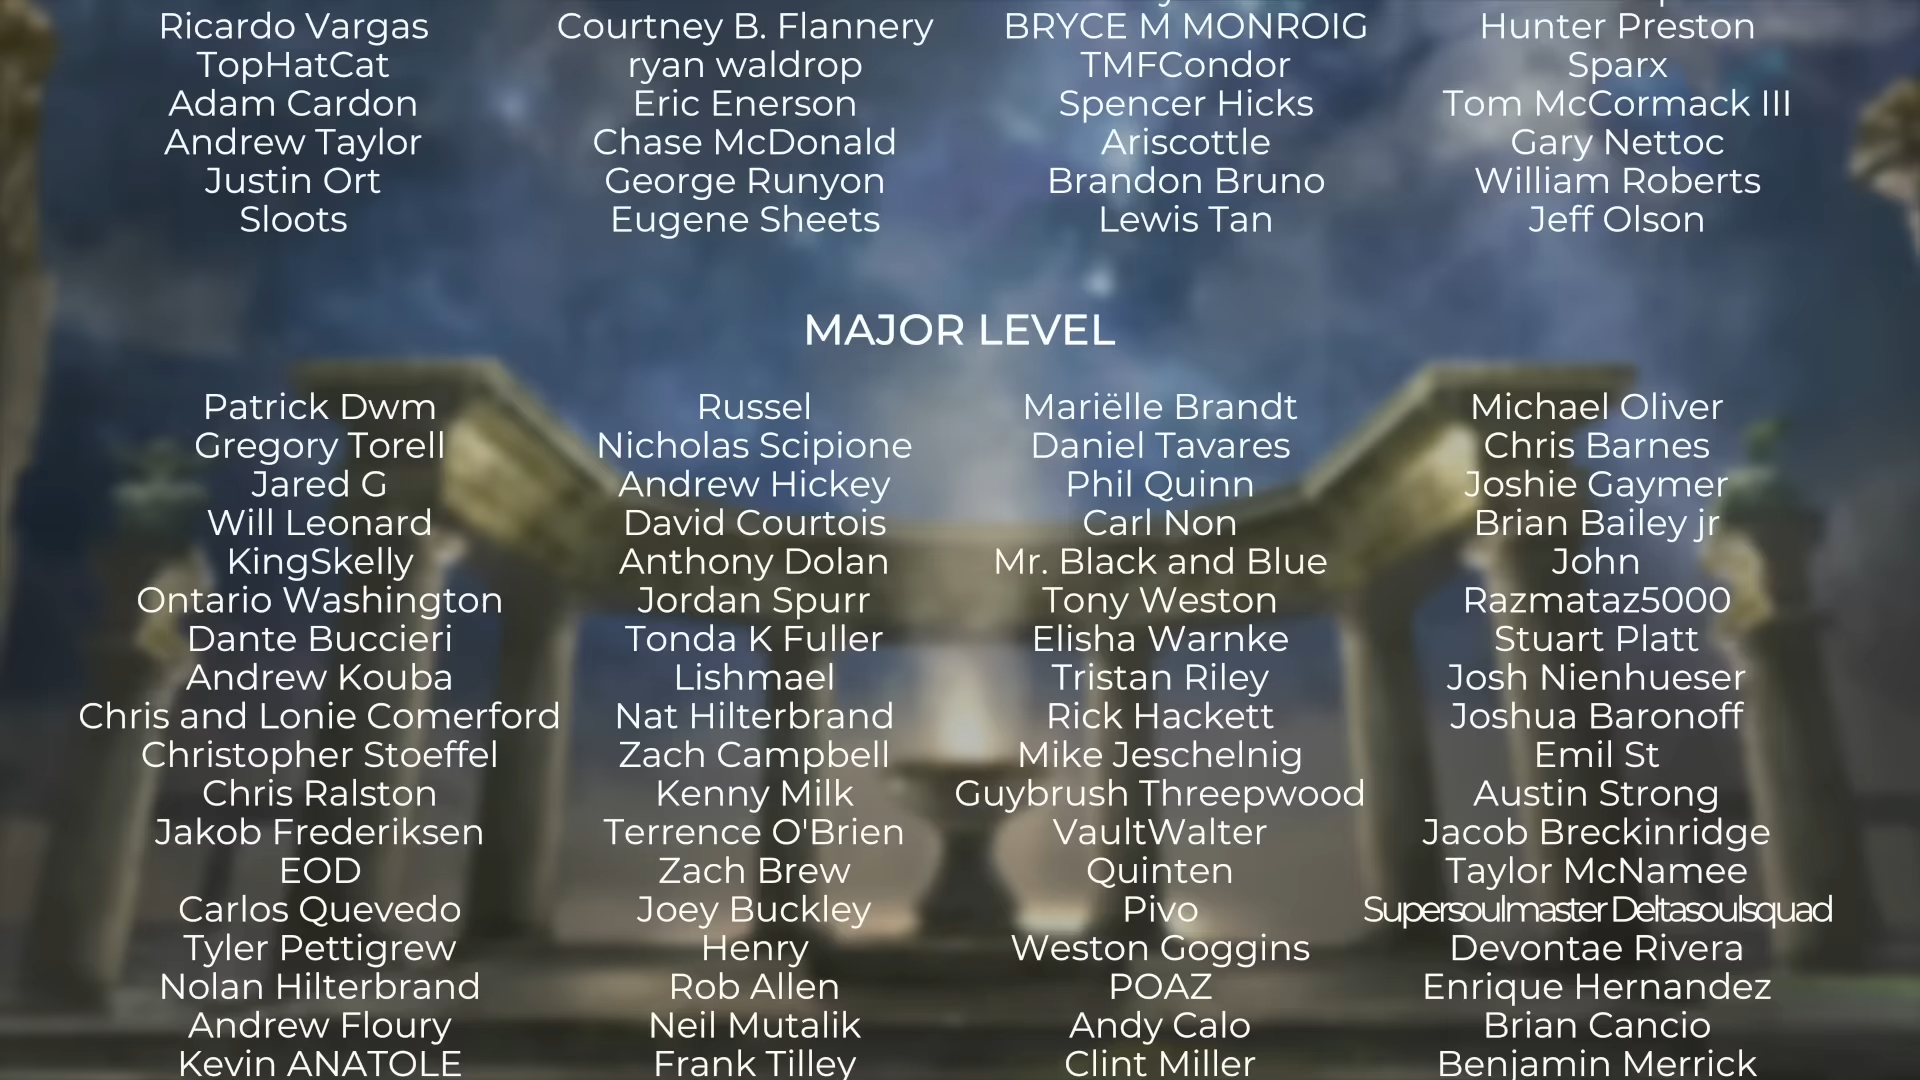 Ricardo Vargas Courtney B. Flannery BRYCE M MONROIG Hunter Preston
TopHatCat ryan waldrop TMFCondor Sparx
Adam Cardon Eric Enerson Spencer Hicks Tom McCormack III
Andrew Taylor Chase McDonald Ariscottle Gary Nettoc
Justin Ort George Runyon Brandon Bruno William Roberts
Sloots Eugene Sheets Lewis Tan Jeff Olson
MAJOR LEVEL
Patrick Dwm Russel Mariëlle Brandt Michael Oliver
Gregory Torell Nicholas Scipione Daniel Tavares Chris Barnes
Jared G Andrew Hickey Phil Quinn Joshie Gaymer
Will Leonard David Courtois Carl Non Brian Bailey jr
KingSkelly Anthony Dolan Mr. Black and Blue John
Ontario Washington Jordan Spurr Tony Weston Razmataz5000
Dante Buccieri Tonda K Fuller Elisha Warnke Stuart Platt
Andrew Kouba Lishmael Tristan Riley Josh Nienhueser
Chris and Lonie Comerford Nat Hilterbrand Rick Hackett Joshua Baronoff
Christopher Stoeffel Zach Campbell Mike Jeschelnig Emil St
Chris Ralston Kenny Milk Guybrush Threepwood Austin Strong
Jakob Frederiksen Terrence O'Brien VaultWalter Jacob Breckinridge
EOD Zach Brew Quinten Taylor McNamee
Carlos Quevedo Joey Buckley Pivo Supersoulmaster Deltasoulsquad
Tyler Pettigrew Henry Weston Goggins Devontae Rivera
Nolan Hilterbrand Rob Allen POAZ Enrique Hernandez
Andrew Floury Neil Mutalik Andy Calo Brian Cancio
Kevin ANATOLE Frank Tilley Clint Miller Benjamin Merrick